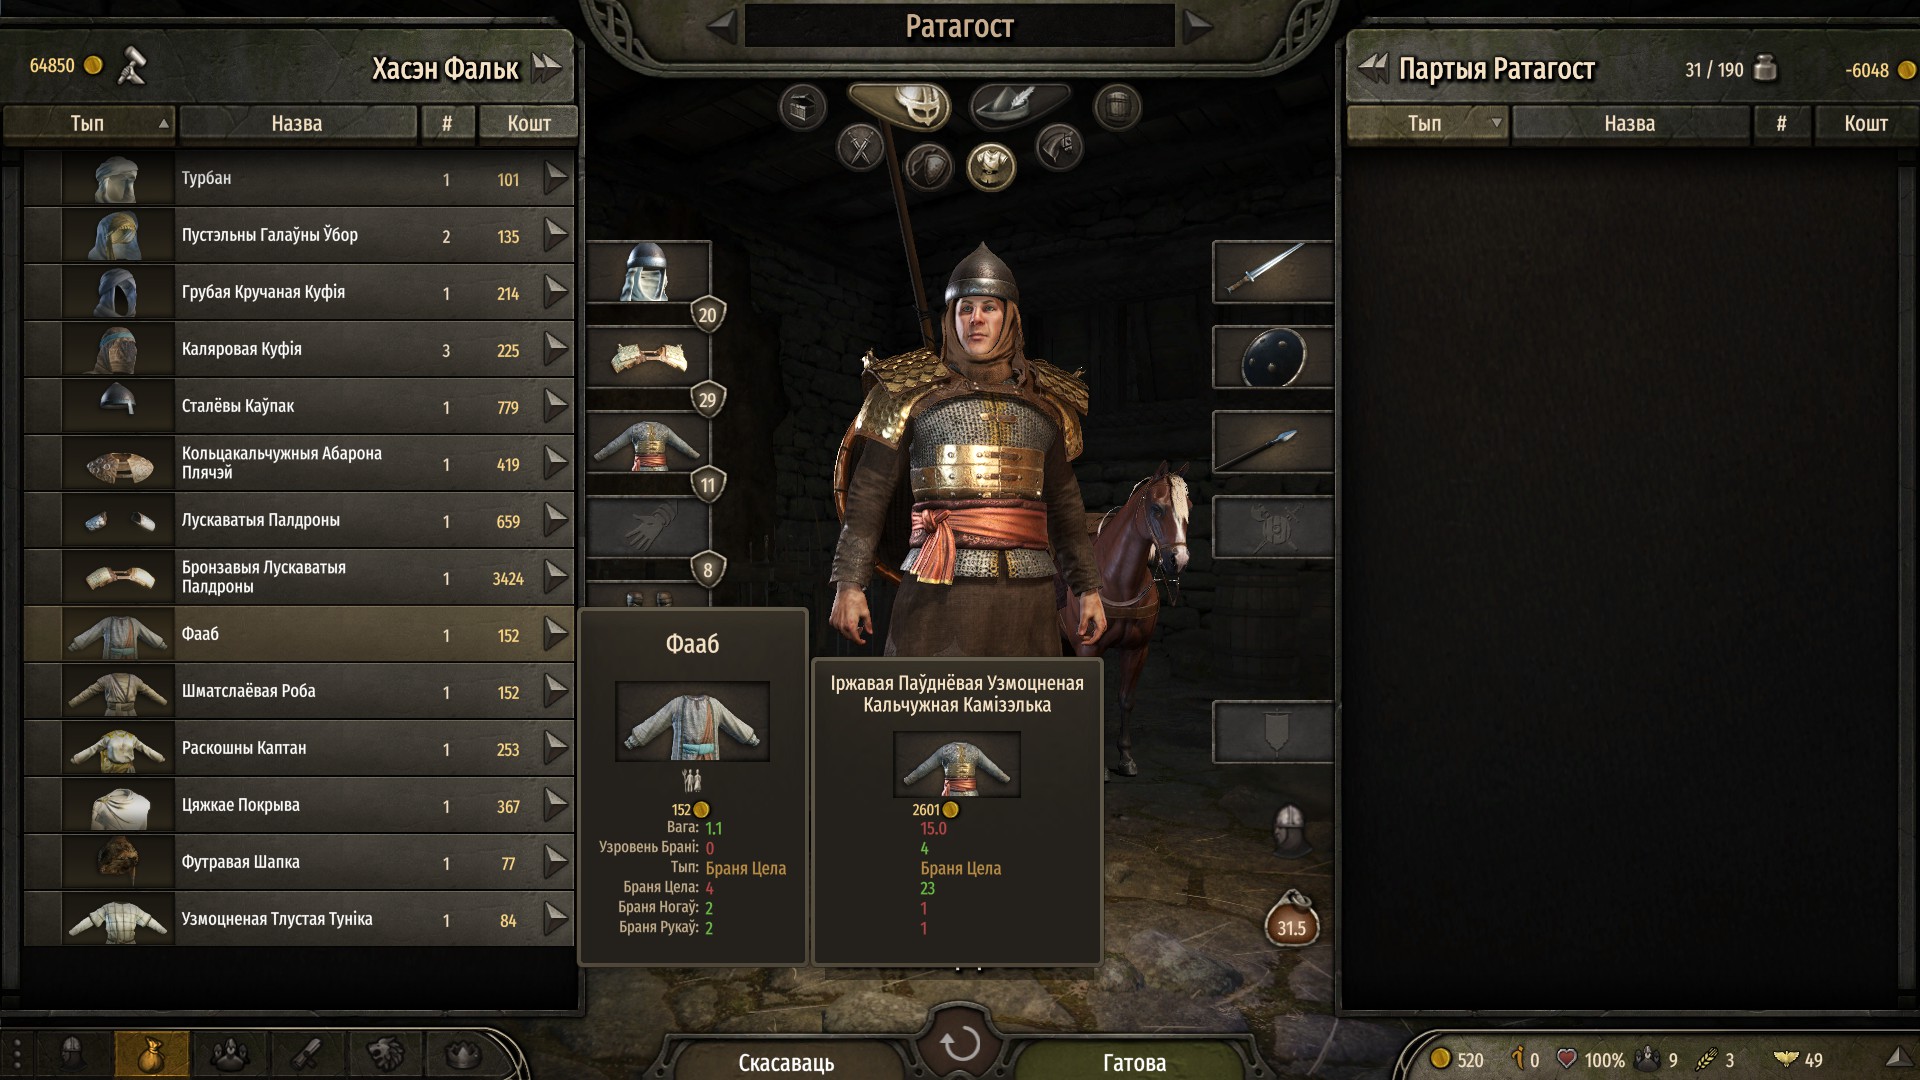 Ратагост
64850
Хасэн Фальк
Тып
Назва
#
Кошт
Турбан
1
101
Пустэльны Галаўны Ўбор
2
135
Грубая Кручаная Куфія
1
214
Каляровая Куфія
3
225
Сталёвы Каўпак
1
779
Кольцакальчужныя Абарона
Плячэй
1
419
Лускаватыя Палдроны
1
659
Бронзавыя Лускаватыя
Палдроны
1
3424
Фааб
1
152
Шматслаёвая Роба
1
152
Раскошны Каптан
1
253
Цяжкае Покрыва
1
367
Футравая Шапка
1
77
Узмоцненая Тлустая Туніка
1
84
20
29
11
8
Фааб
152
Вага: 1.1
Узровень Брані: 0
Тып: Браня Цела
Браня Цела: 4
Браня Ногаў: 2
Браня Рукаў: 2
Іржавая Паўднёвая Узмоцненая
Кальчужная Камізэлька
2601
15.0
4
Браня Цела
23
1
1
31.5
Партыя Ратагост
31 / 190
-6048
Тып
Назва
#
Кошт
Скасаваць
Гатова
520
0
100%
9
3
49